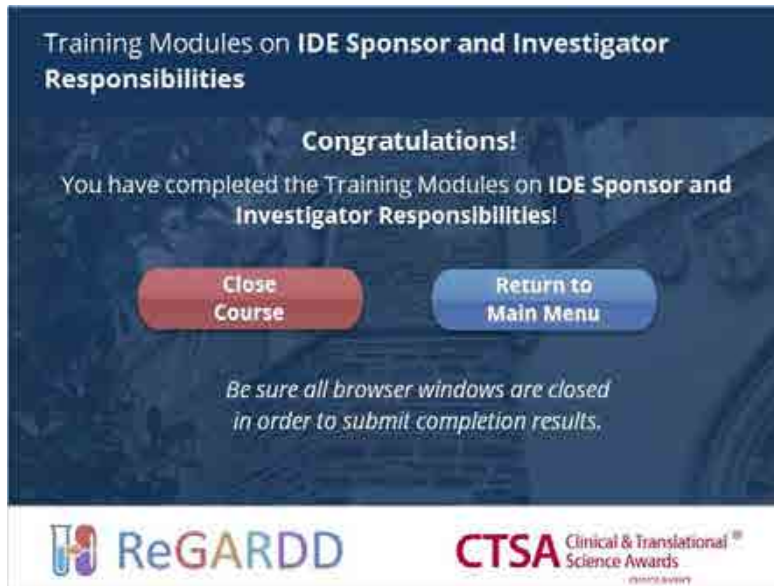 Training Modules on IDE Sponsor and Investigator
Responsibilities
Congratulations!
You have completed the Training Modules on IDE Sponsor and
Investigator Responsibilities!
Close
Course
Return to
Main Menu
Be sure all browser windows are closed
in order to submit completion results.
ReGARDD
CTSA Clinical & Translational ®
Science Awards